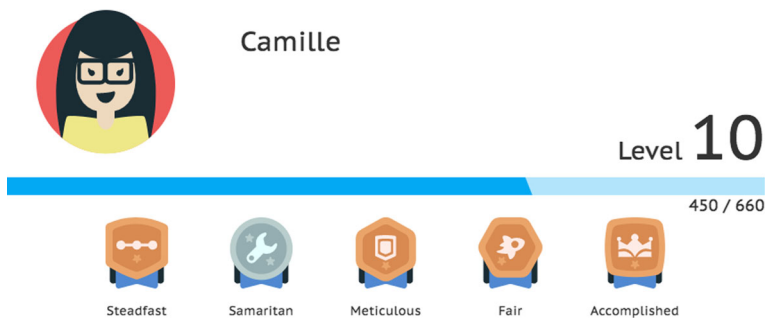 Camille
Level 10
450 / 660
Steadfast Samaritan Meticulous Fair Accomplished